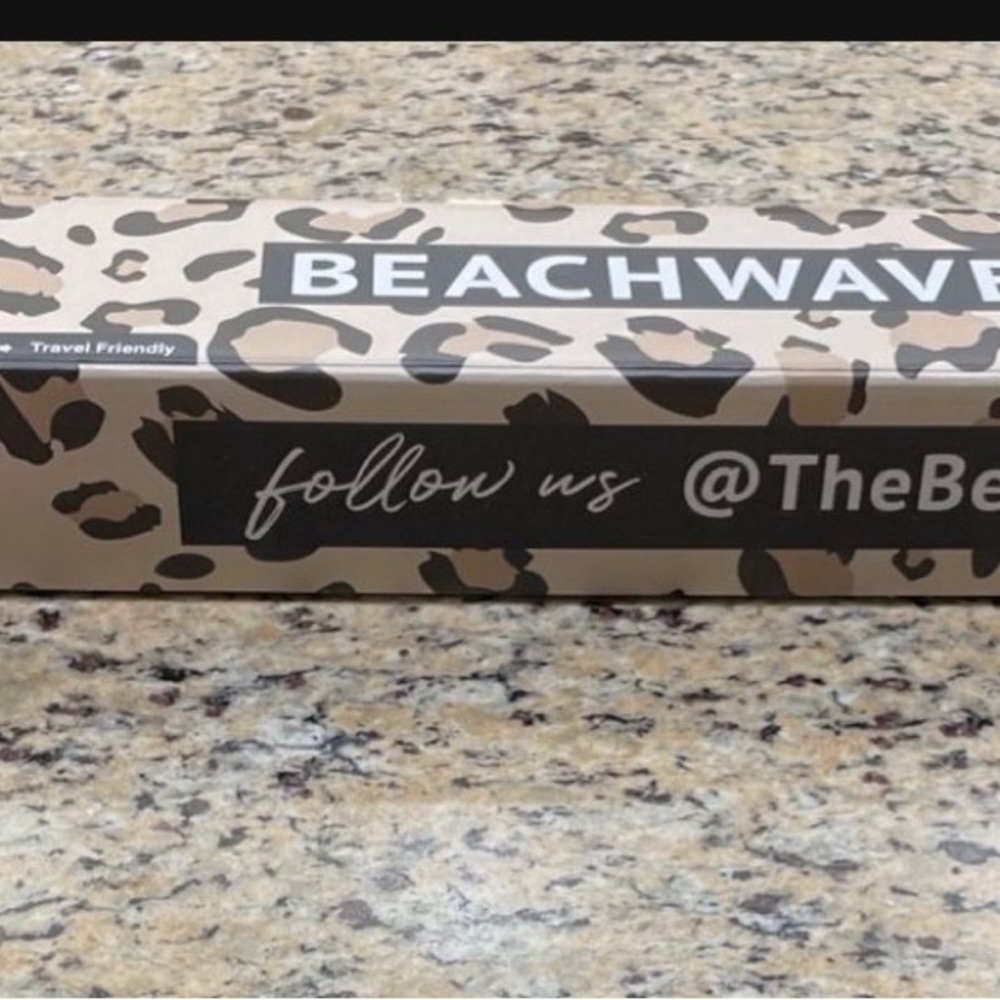 BEACHWAVE
Travel Friendly
follow us @TheBe